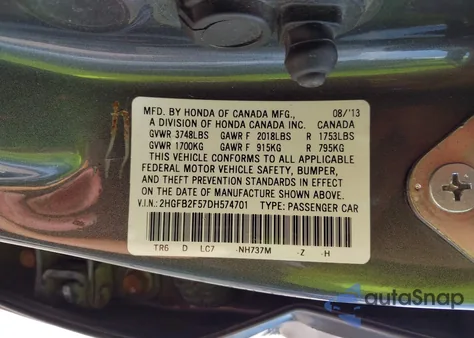 MFD. BY HONDA OF CANADA MFG., 08/'13
A DIVISION OF HONDA CANADA INC. CANADA
GVWR 3748LBS GAWR F 2018LBS R 1753LBS
GVWR 1700KG GAWR F 915KG R 795KG
THIS VEHICLE CONFORMS TO ALL APPLICABLE
FEDERAL MOTOR VEHICLE SAFETY, BUMPER,
AND THEFT PREVENTION STANDARDS IN EFFECT
ON THE DATE OF MANUFACTURE SHOWN ABOVE.
V.I.N.: 2HGFB2F57DH574701 TYPE: PASSENGER CAR
TR6 D LC7 -NH737M -Z -H
autaSnap